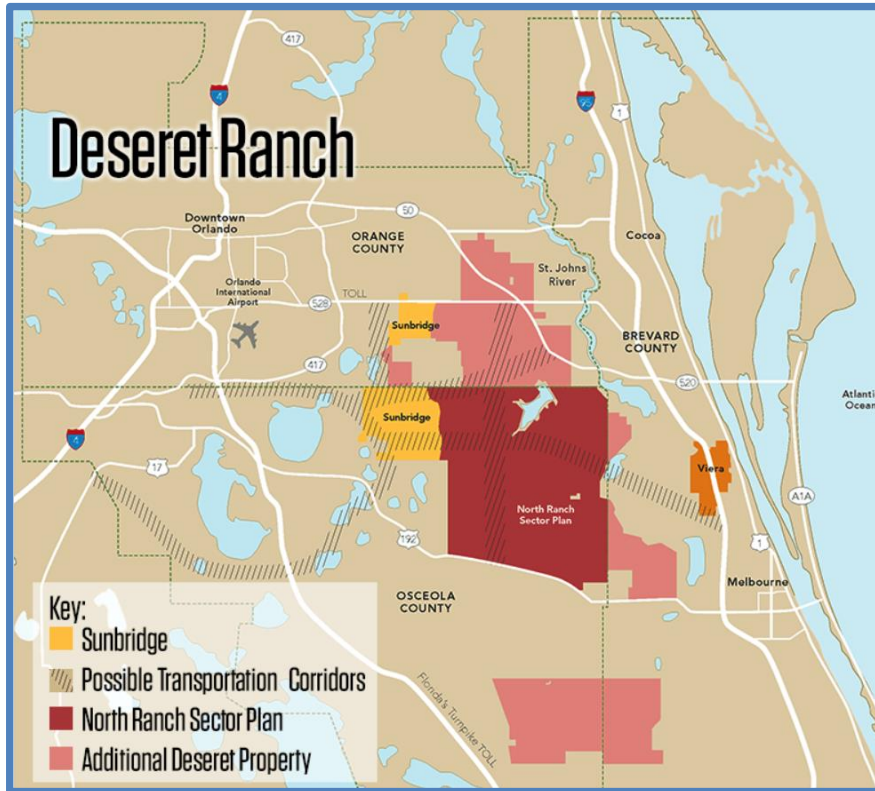 Deseret Ranch
417
4
95
1
50
Downtown
Orlando
ORANGE
COUNTY
Cocoa
St. Johns
River
Orlando
International
Airport
TOLL
528
Sunbridge
BREVARD
COUNTY
417
520
Atlantic
Ocean
Sunbridge
4
17
Viera
A1A
North Ranch
Sector Plan
192
1
Melbourne
OSCEOLA
COUNTY
Florida's Turnpike TOLL
Key:
Sunbridge
Possible Transportation Corridors
North Ranch Sector Plan
Additional Deseret Property